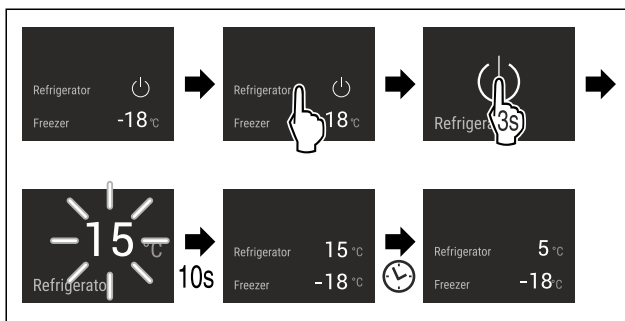 Refrigerator
Freezer -18 °C
Refrigerator
Freezer 18 °C
Refrigera
3s
15 °C
Refrigerato
10s
Refrigerator 15 °C
Freezer -18 °C
Refrigerator 5 °C
Freezer -18 °C